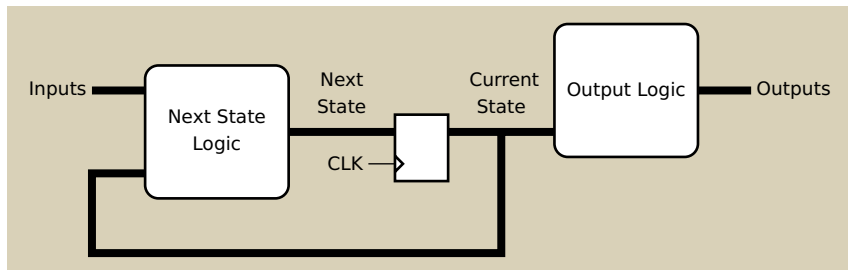 Inputs
Next State
Logic
Next
State
CLK
Current
State
Output Logic
Outputs